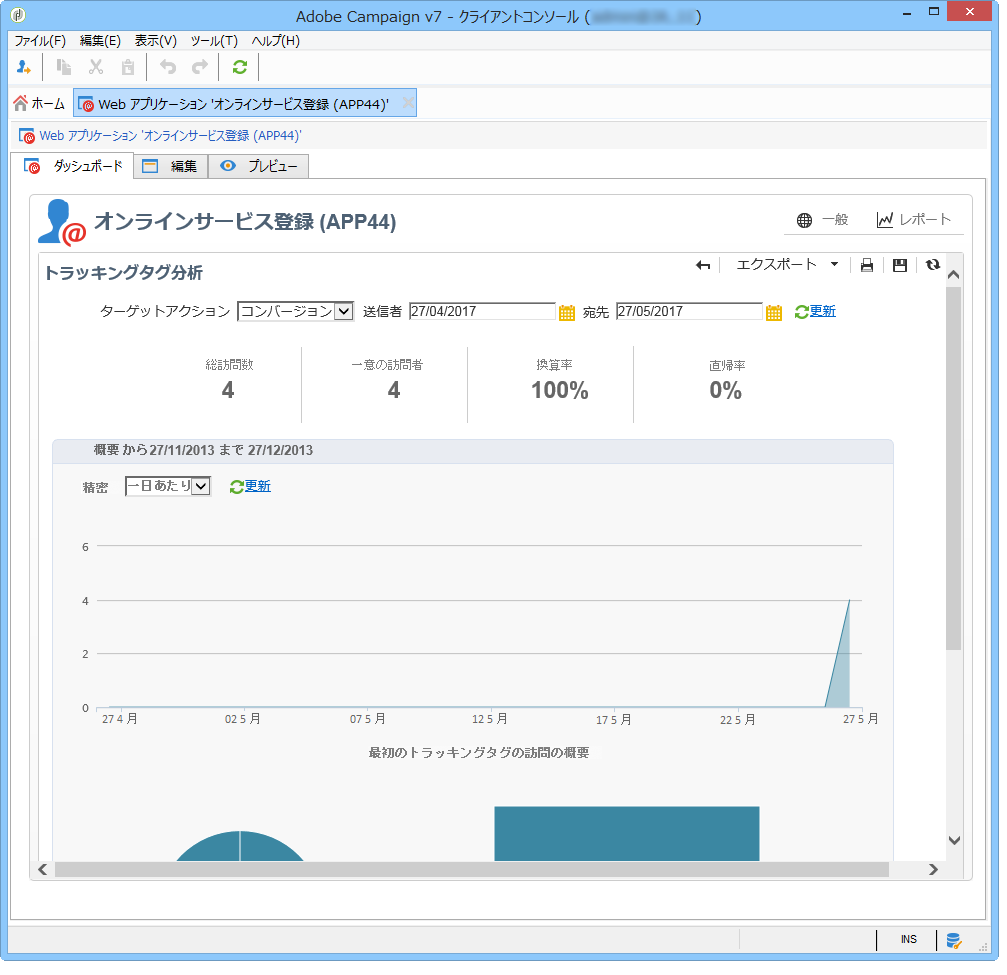 Adobe Campaign v7 - クライアントコンソール ( )
ファイル(F) 編集(E) 表示(V) ツール(T) ヘルプ(H)
ホーム Web アプリケーション 'オンラインサービス登録 (APP44)'
Web アプリケーション 'オンラインサービス登録 (APP44)'
ダッシュボード 編集 プレビュー
オンラインサービス登録 (APP44) 一般 レポート
トラッキングタグ分析 エクスポート
ターゲットアクション コンバージョン 送信者 27/04/2017 宛先 27/05/2017 更新
総訪問数 一意の訪問者 換算率 直帰率
4 4 100% 0%
概要 から27/11/2013 まで 27/12/2013
精密 一日あたり 更新
6
4
2
0
27 4 月 02 5 月 07 5 月 12 5 月 17 5 月 22 5 月 27 5 月
最初のトラッキングタグの訪問の概要
INS